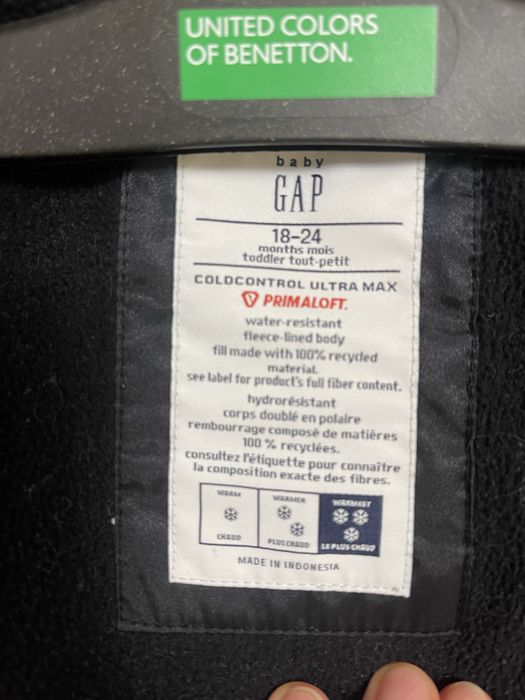 UNITED COLORS
OF BENETTON.
baby
GAP
18-24
months mois
toddler tout-petit
COLDCONTROL ULTRA MAX
PRIMALOFT.
water-resistant
fleece-lined body
fill made with 100% recycled
material.
see label for product's full fiber content.
hydrorésistant
corps doublé en polaire
rembourrage composé de matières
100 % recyclées.
consultez l'étiquette pour connaître
la composition exacte des fibres.
WARM WARMER WARMEST
CHAUD PLUS CHAUD LE PLUS CHAUD
MADE IN INDONESIA